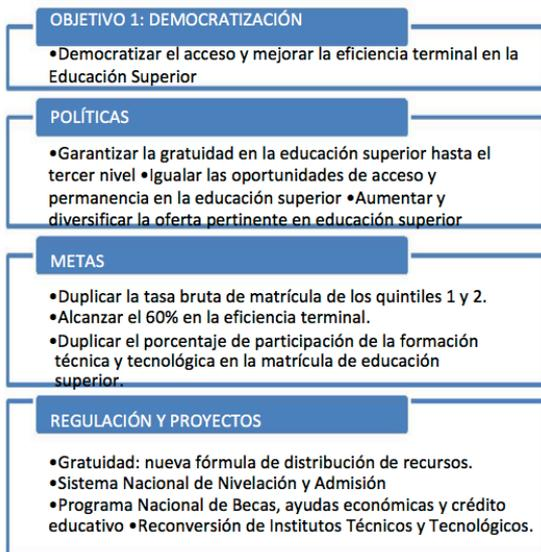 OBJETIVO 1: DEMOCRATIZACIÓN
•Democratizar el acceso y mejorar la eficiencia terminal en la
Educación Superior
POLÍTICAS
•Garantizar la gratuidad en la educación superior hasta el
tercer nivel •Igualar las oportunidades de acceso y
permanencia en la educación superior •Aumentar y
diversificar la oferta pertinente en educación superior
METAS
•Duplicar la tasa bruta de matrícula de los quintiles 1 y 2.
•Alcanzar el 60% en la eficiencia terminal.
•Duplicar el porcentaje de participación de la formación
técnica y tecnológica en la matrícula de educación
superior.
REGULACIÓN Y PROYECTOS
•Gratuidad: nueva fórmula de distribución de recursos.
•Sistema Nacional de Nivelación y Admisión
•Programa Nacional de Becas, ayudas económicas y crédito
educativo •Reconversión de Institutos Técnicos y Tecnológicos.